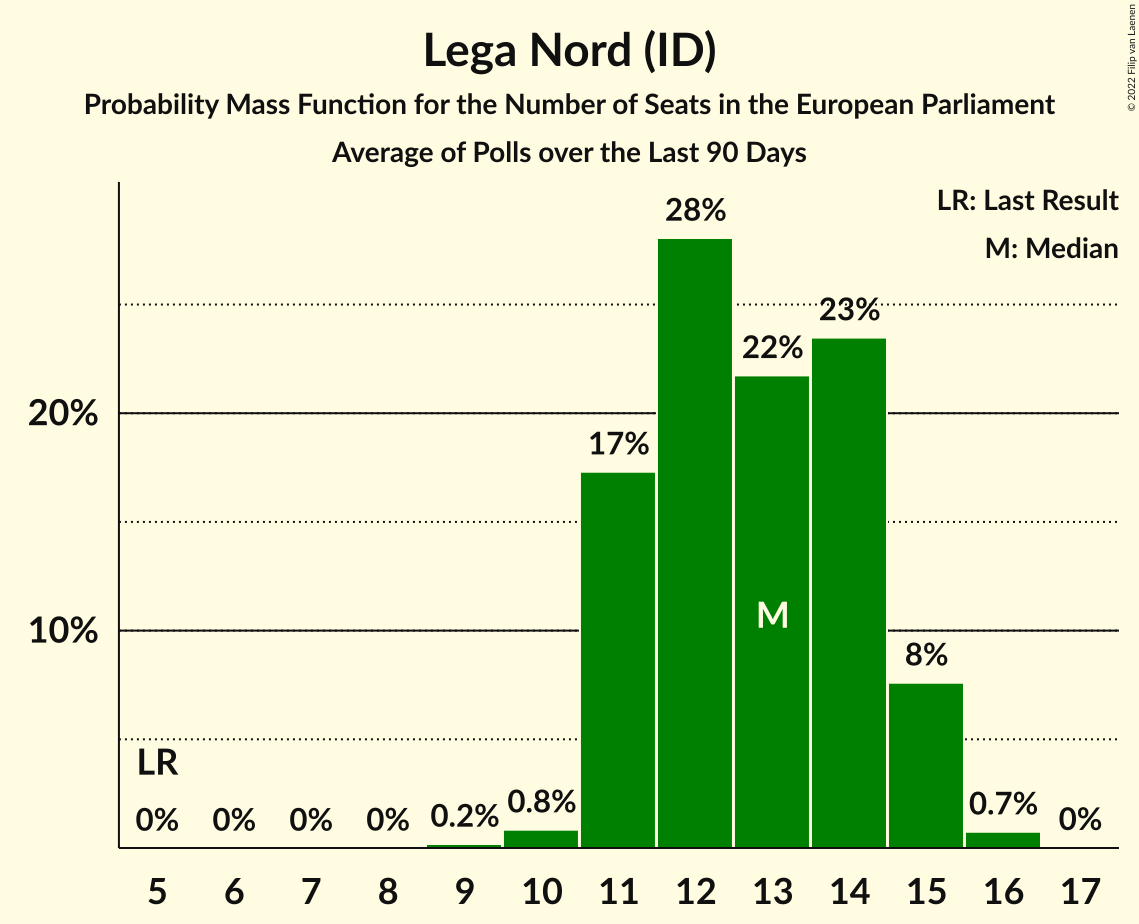 Lega Nord (ID)
Probability Mass Function for the Number of Seats in the European Parliament
Average of Polls over the Last 90 Days
© 2022 Filip van Laenen
LR: Last Result
M: Median
28%
23%
22%
20%
17%
M
10%
8%
LR
0% 0% 0% 0% 0.2% 0.8% 0.7% 0%
5 6 7 8 9 10 11 12 13 14 15 16 17